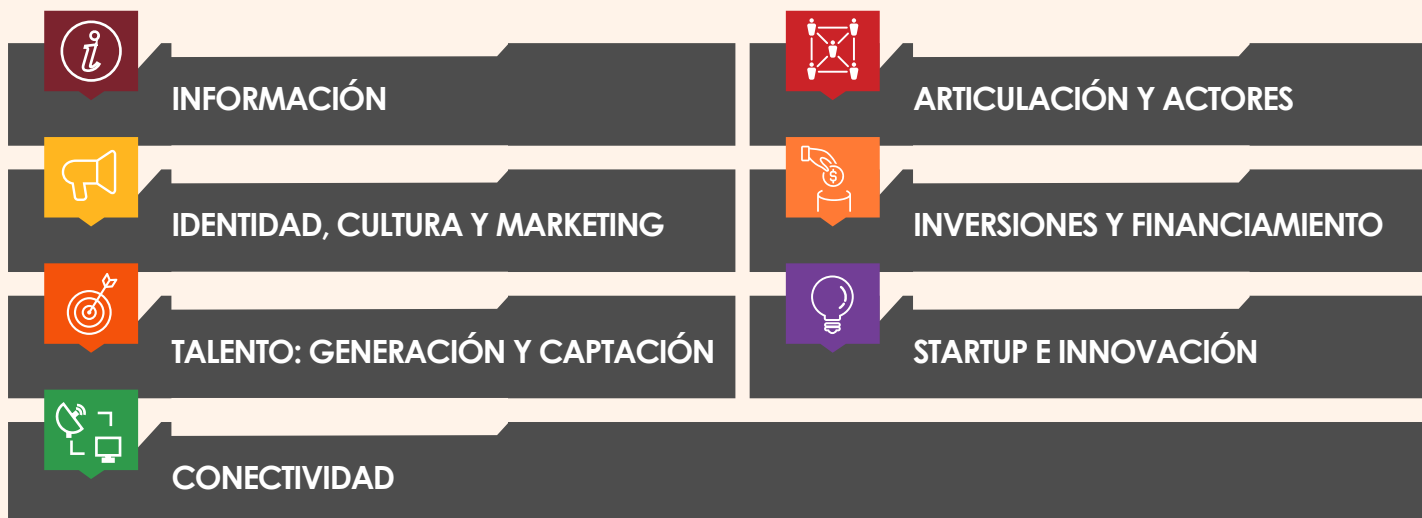 INFORMACIÓN
ARTICULACIÓN Y ACTORES
IDENTIDAD, CULTURA Y MARKETING
INVERSIONES Y FINANCIAMIENTO
TALENTO: GENERACIÓN Y CAPTACIÓN
STARTUP E INNOVACIÓN
CONECTIVIDAD